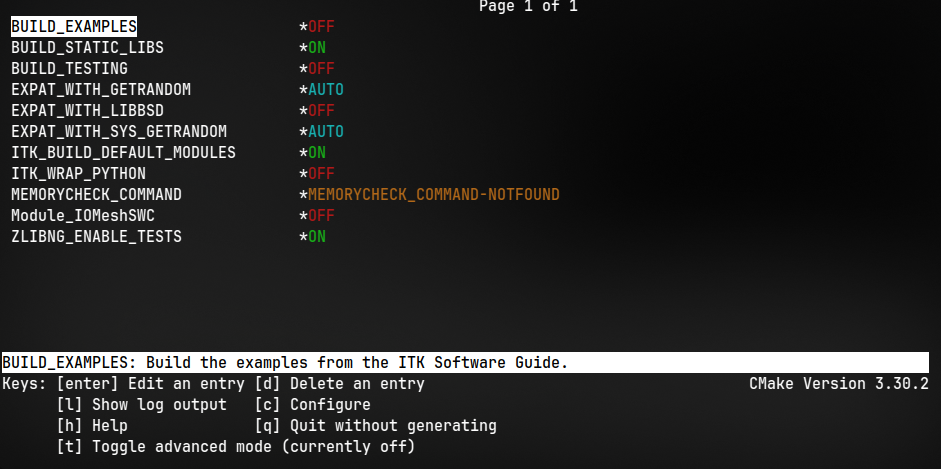 Page 1 of 1
BUILD_EXAMPLES *OFF
BUILD_STATIC_LIBS *ON
BUILD_TESTING *OFF
EXPAT_WITH_GETRANDOM *AUTO
EXPAT_WITH_LIBBSD *OFF
EXPAT_WITH_SYS_GETRANDOM *AUTO
ITK_BUILD_DEFAULT_MODULES *ON
ITK_WRAP_PYTHON *OFF
MEMORYCHECK_COMMAND *MEMORYCHECK_COMMAND-NOTFOUND
Module_IOMeshSWC *OFF
ZLIBNG_ENABLE_TESTS *ON
BUILD_EXAMPLES: Build the examples from the ITK Software Guide.
Keys: [enter] Edit an entry [d] Delete an entry CMake Version 3.30.2
[l] Show log output [c] Configure
[h] Help [q] Quit without generating
[t] Toggle advanced mode (currently off)